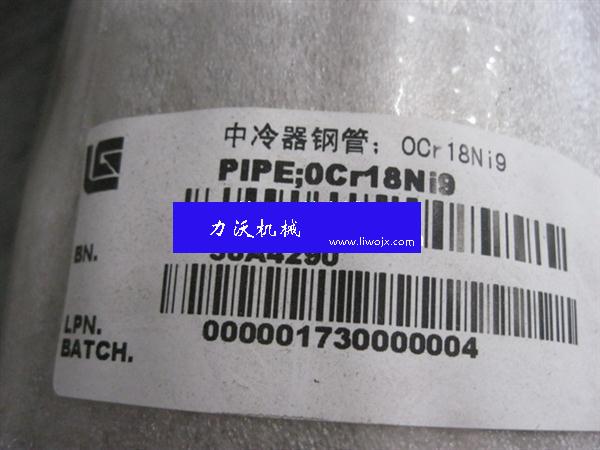 中冷器钢管; 0Cr18Ni9
PIPE;0Cr18Ni9
力沃机械
www.liwojx.com
BN.
LPN.
000001730000004
BATCH.